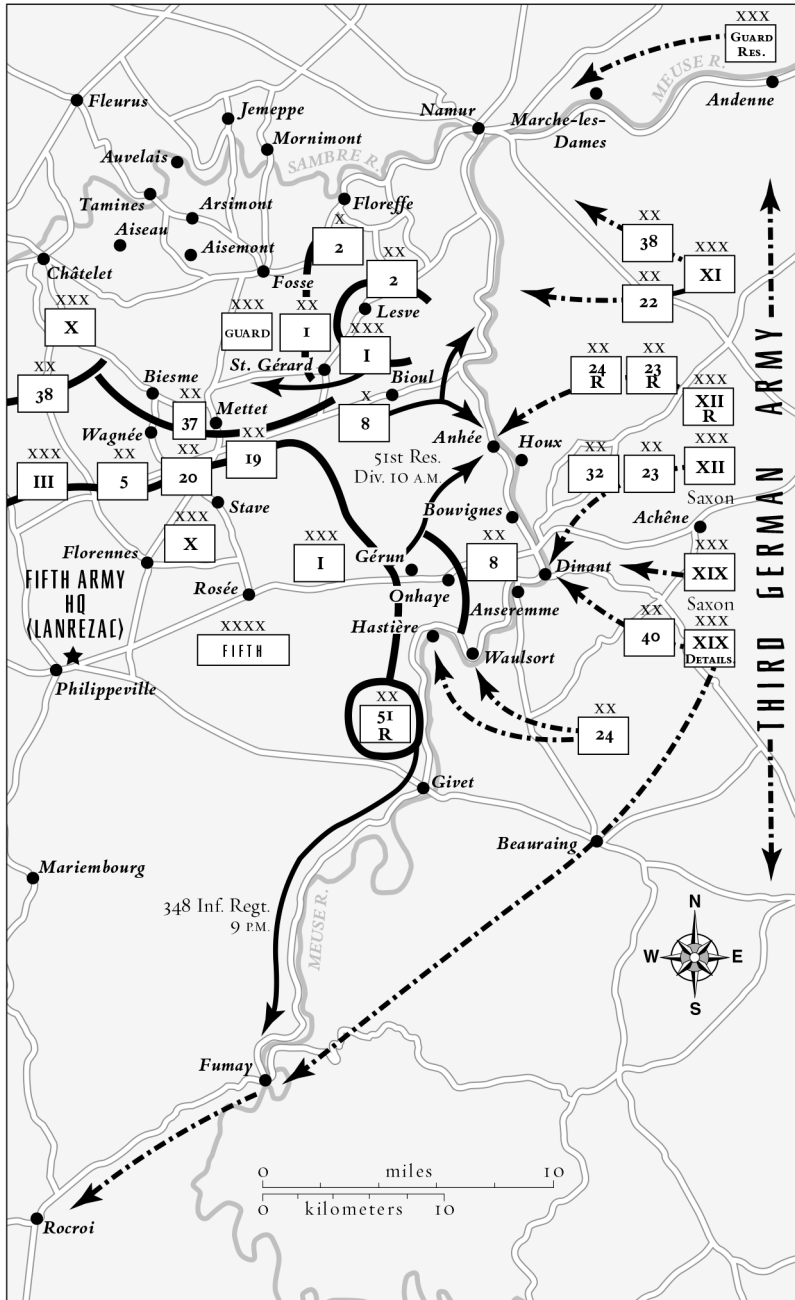 XXX
GUARD
RES.
MEUSE R.
Andenne
Marche-les-
Dames
Namur
Fleurus
Jemeppe
Mornimont
Auvelais
SAMBRE R.
Tamines
Arsimont
Floreffe
Aiseau
Aisemont
Châtelet
Fosse
X
2
XX
2
Lesve
XX
38
XXX
XI
XX
22
XXX
X
XXX
GUARD
XX
I
XXX
I
St. Gérard
Bioul
XX
38
Biesme
XX
37
Mettet
Wagnée
X
8
XX
24
R
XX
23
R
XXX
XII
R
Anhée
Houx
51st Res.
Div. 10 A.M.
XXX
III
XX
5
XX
20
XX
19
Stave
XX
32
XX
23
XXX
XII
Saxon
Achêne
Bouvignes
XXX
X
Florennes
XXX
I
Gérun
Onhaye
XX
8
Dinant
XXX
XIX
Saxon
FIFTH ARMY
HQ
(LANREZAC)
Rosée
Anseremme
Hastière
XX
40
XXX
XIX
DETAILS.
XXXX
FIFTH
Waulsort
Philippeville
XX
51
R
XX
24
THIRD GERMAN ARMY
Givet
Beauraing
Mariembourg
348 Inf. Regt.
9 P.M.
MEUSE R.
N
W
E
S
Fumay
Rocroi
0 miles 10
0 kilometers 10